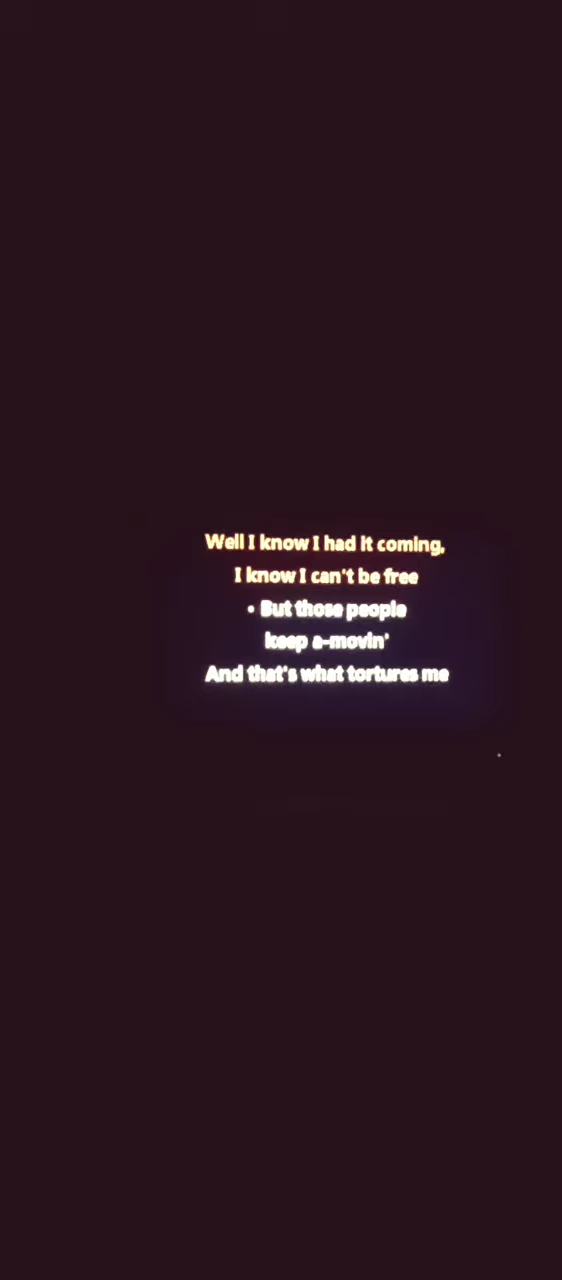 Well I know I had it coming,
I know I can't be free
• But those people
keep a-movin'
And that's what tortures me